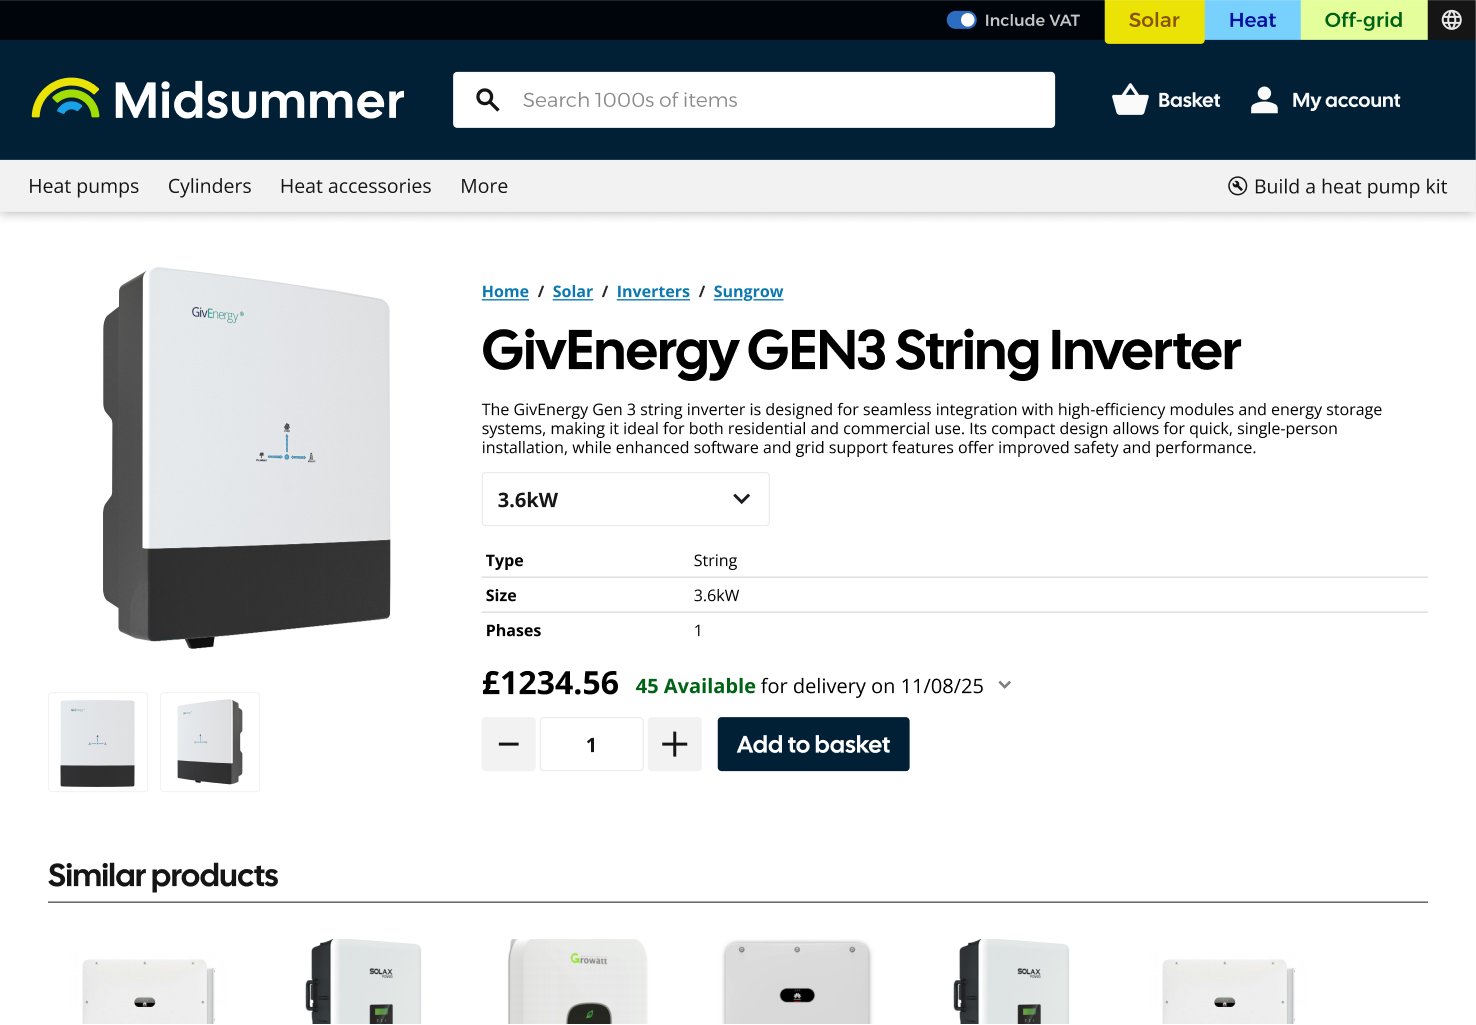 Include VAT
Solar
Heat
Off-grid
Midsummer
Search 1000s of items
Basket
My account
Heat pumps
Cylinders
Heat accessories
More
Build a heat pump kit
GivEnergy
Home / Solar / Inverters / Sungrow
GivEnergy GEN3 String Inverter
The GivEnergy Gen 3 string inverter is designed for seamless integration with high-efficiency modules and energy storage
systems, making it ideal for both residential and commercial use. Its compact design allows for quick, single-person
installation, while enhanced software and grid support features offer improved safety and performance.
3.6kW
Type String
Size 3.6kW
Phases 1
£1234.56 45 Available for delivery on 11/08/25
1
Add to basket
Similar products
SOLAX
POWER
Growatt
SOLAX
POWER